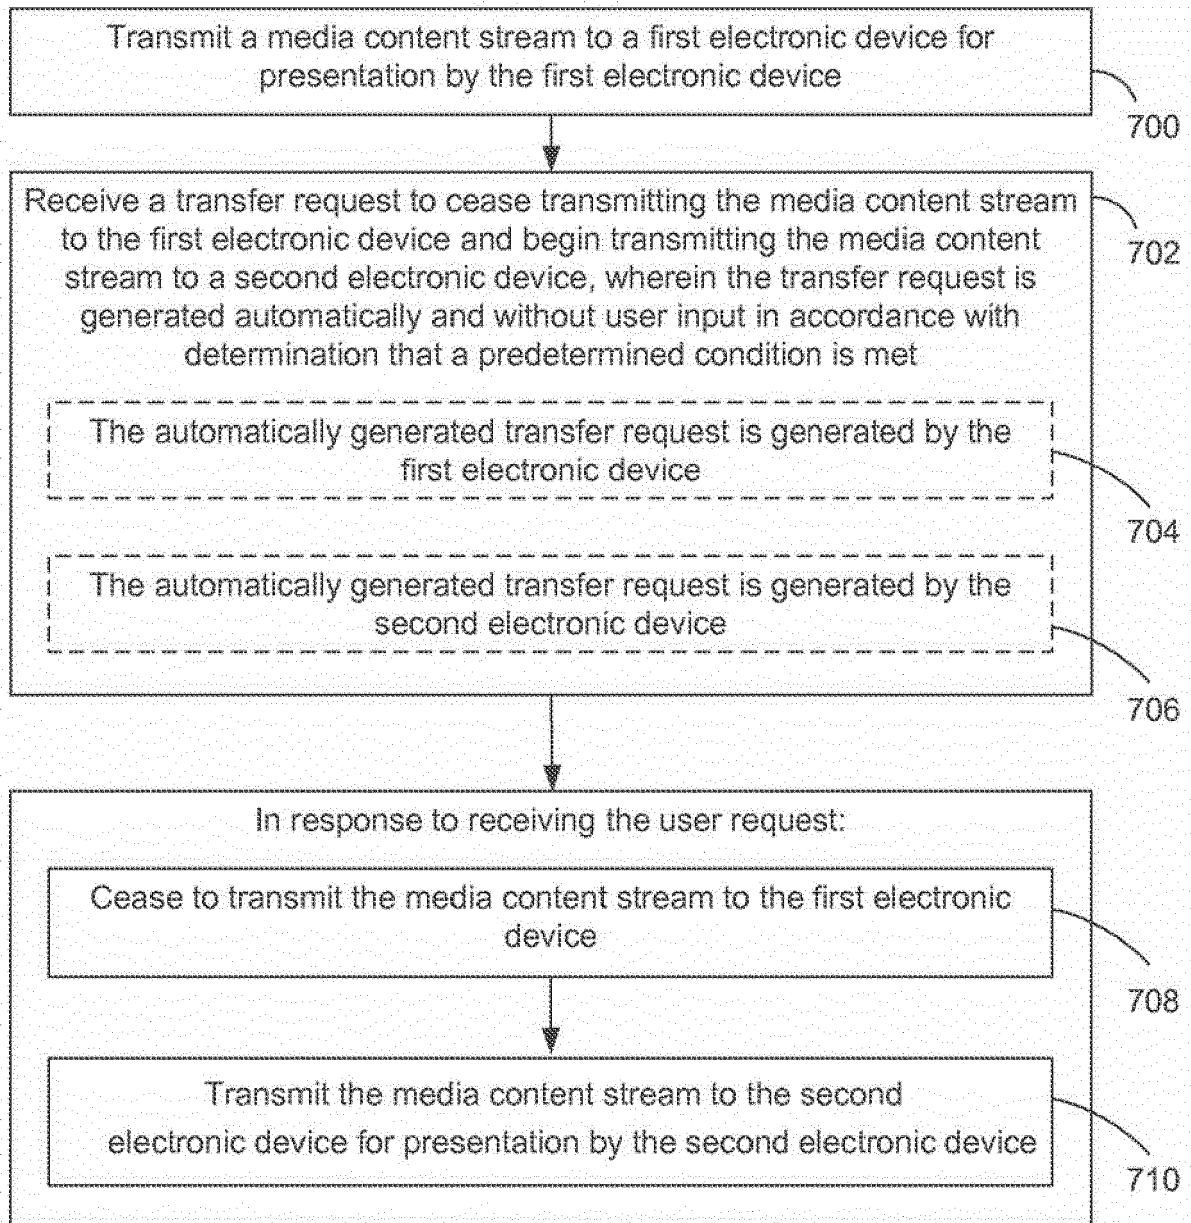 Transmit a media content stream to a first electronic device for
presentation by the first electronic device
700
Receive a transfer request to cease transmitting the media content stream
to the first electronic device and begin transmitting the media content
stream to a second electronic device, wherein the transfer request is
generated automatically and without user input in accordance with
determination that a predetermined condition is met
702
The automatically generated transfer request is generated by the
first electronic device
704
The automatically generated transfer request is generated by the
second electronic device
706
In response to receiving the user request:
Cease to transmit the media content stream to the first electronic
device
708
Transmit the media content stream to the second
electronic device for presentation by the second electronic device
710